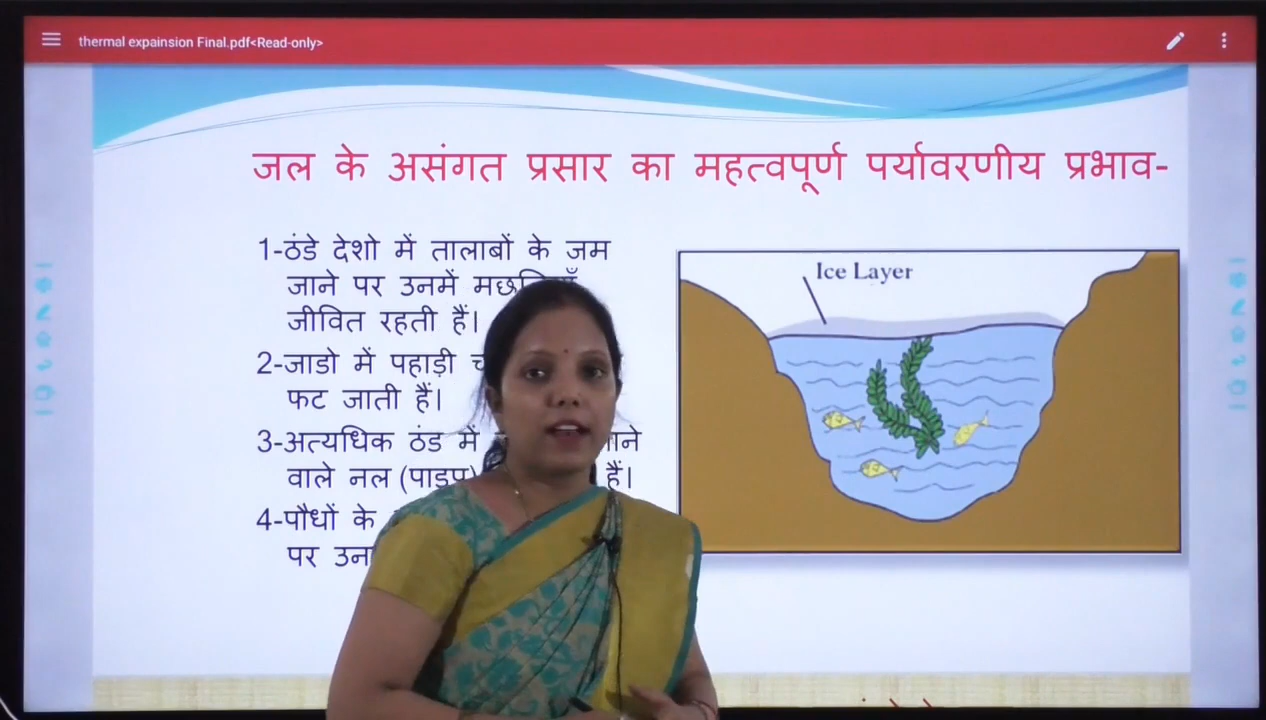 thermal expainsion Final.pdf<Read-only>
जल के असंगत प्रसार का महत्वपूर्ण पर्यावरणीय प्रभाव-
1-ठंडे देशो में तालाबों के जम
जाने पर उनमें
जीवित रहती हैं।
2-जाडो में पहाड़ी
फट जाती हैं।
3-अत्यधिक ठंड में
वाले नल (पाइप) हैं।
4-पौधों के
पर
Ice Layer